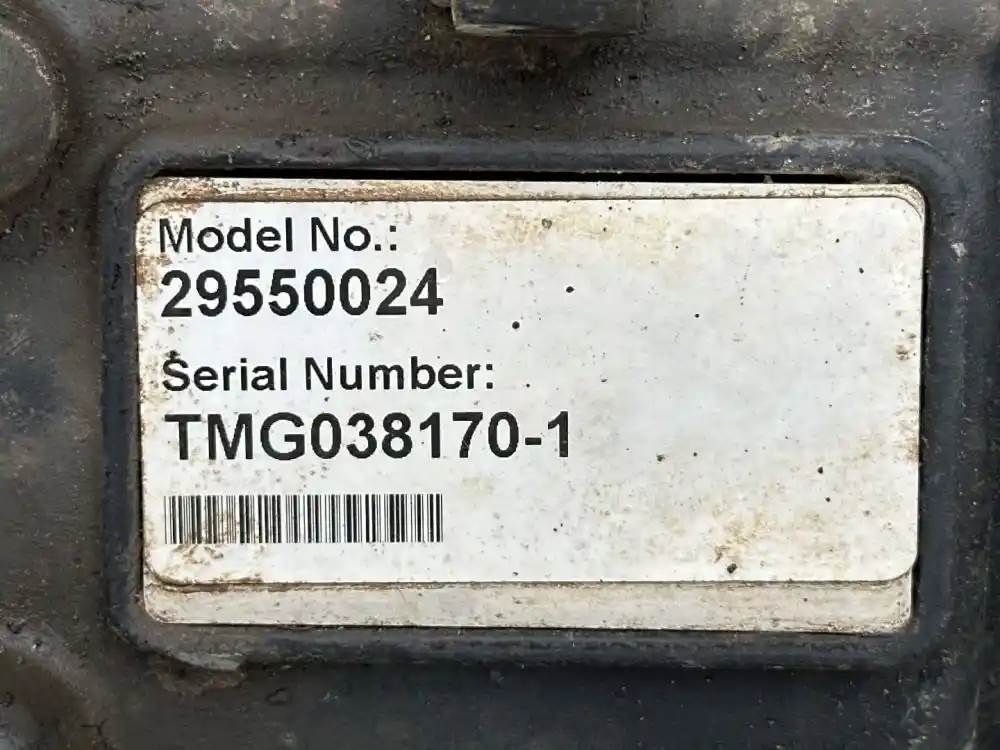 Model No.:
29550024
Serial Number:
TMG038170-1